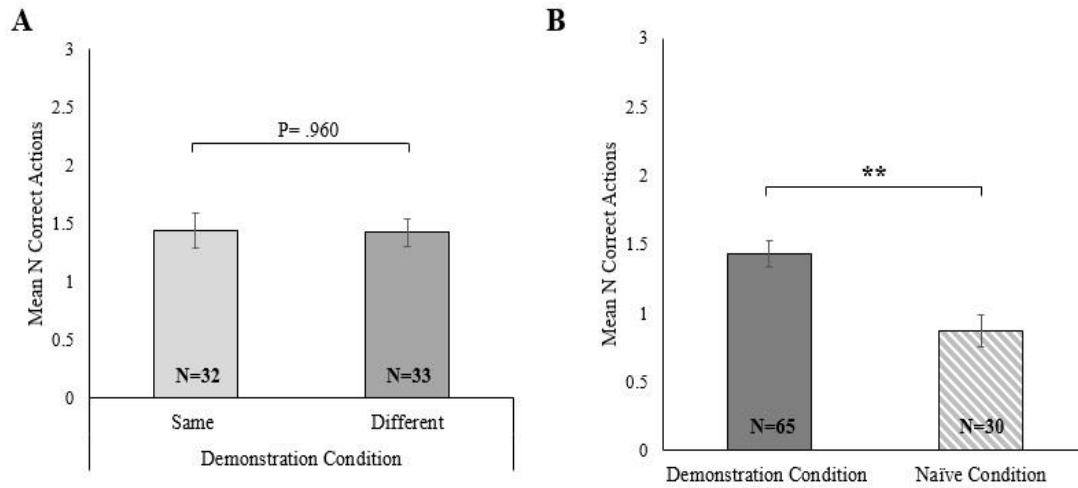 A
Mean N Correct Actions
3
2.5
2
1.5
1
0.5
0
P= .960
N=32
N=33
Same
Different
Demonstration Condition
B
Mean N Correct Actions
3
2.5
2
1.5
1
0.5
0
**
N=65
N=30
Demonstration Condition
Naïve Condition